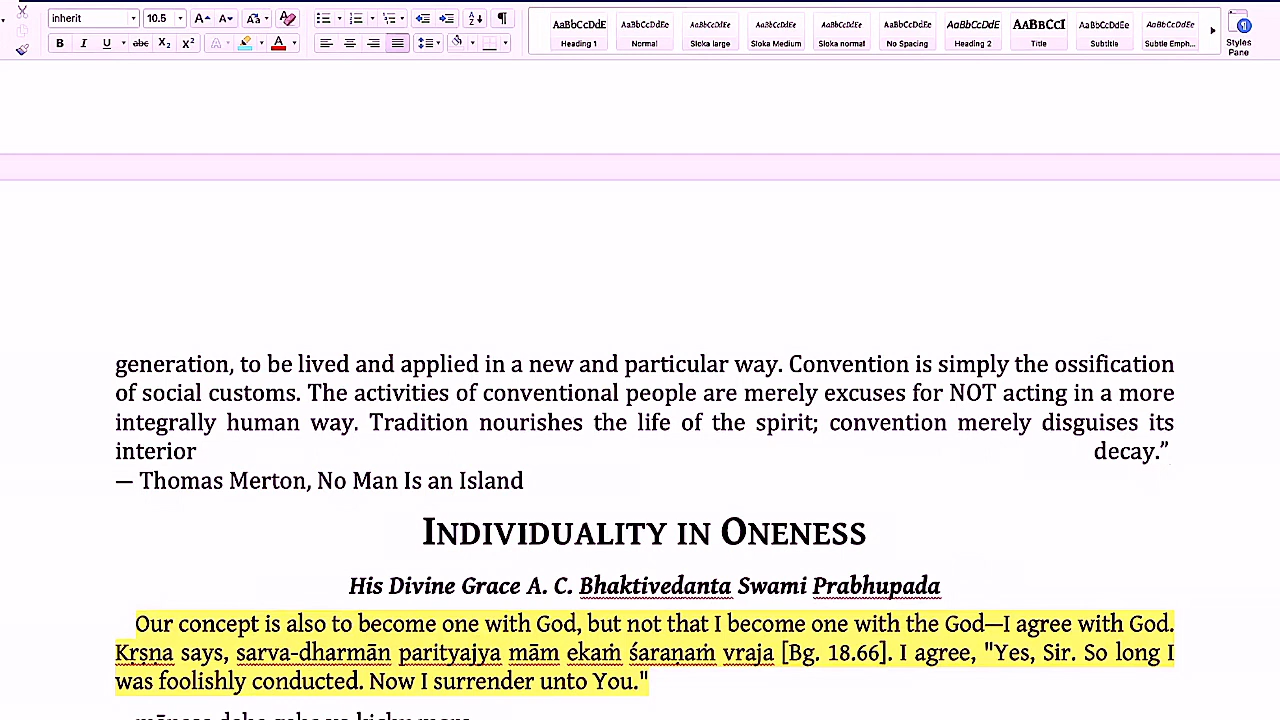 inherit
10.5
AaBbCcDdE
AaBbCcDdEe
AaBbCcDdEe
AaBbCcDdEe
AaBbCcDdEe
AaBbCcDdEe
AaBbCcDdEe
AaBbCcI
AaBbCcDdEe
AaBbCcDdEe
Heading 1
Normal
Sloka large
Sloka Medium
Sloka normal
No Spacing
Heading 2
Title
Subtitle
Subtle Emph...
Styles
Pane
generation, to be lived and applied in a new and particular way. Convention is simply the ossification
of social customs. The activities of conventional people are merely excuses for NOT acting in a more
integrally human way. Tradition nourishes the life of the spirit; convention merely disguises its
interior decay.”
— Thomas Merton, No Man Is an Island
INDIVIDUALITY IN ONENESS
His Divine Grace A. C. Bhaktivedanta Swami Prabhupada
Our concept is also to become one with God, but not that I become one with the God—I agree with God.
Kṛṣṇa says, sarva-dharmān parityajya mām ekaṁ śaraṇaṁ vraja [Bg. 18.66]. I agree, "Yes, Sir. So long I
was foolishly conducted. Now I surrender unto You."